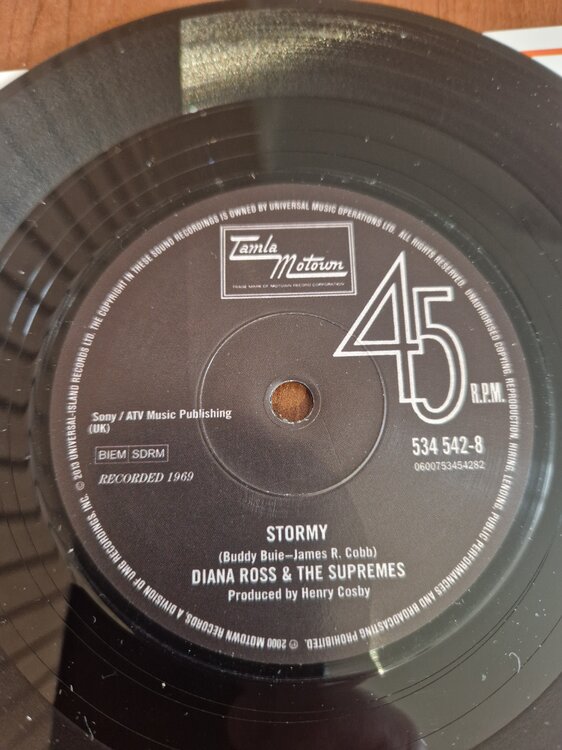 Tamla
Motown
TRADE MARK OF MOTOWN RECORD CORPORATION
45
R.P.M.
Sony / ATV Music Publishing
(UK)
BIEM SDRM
RECORDED 1969
534 542-8
0600753454282
STORMY
(Buddy Buie–James R. Cobb)
DIANA ROSS & THE SUPREMES
Produced by Henry Cosby
℗ 2000 MOTOWN RECORDS, A DIVISION OF UMG RECORDINGS, INC. © 2013 UNIVERSAL-ISLAND RECORDS LTD. THE COPYRIGHT IN THESE SOUND RECORDINGS IS OWNED BY UNIVERSAL MUSIC OPERATIONS LTD. ALL RIGHTS RESERVED. UNAUTHORISED COPYING, REPRODUCTION, HIRING, LENDING, PUBLIC PERFORMANCES AND BROADCASTING PROHIBITED.